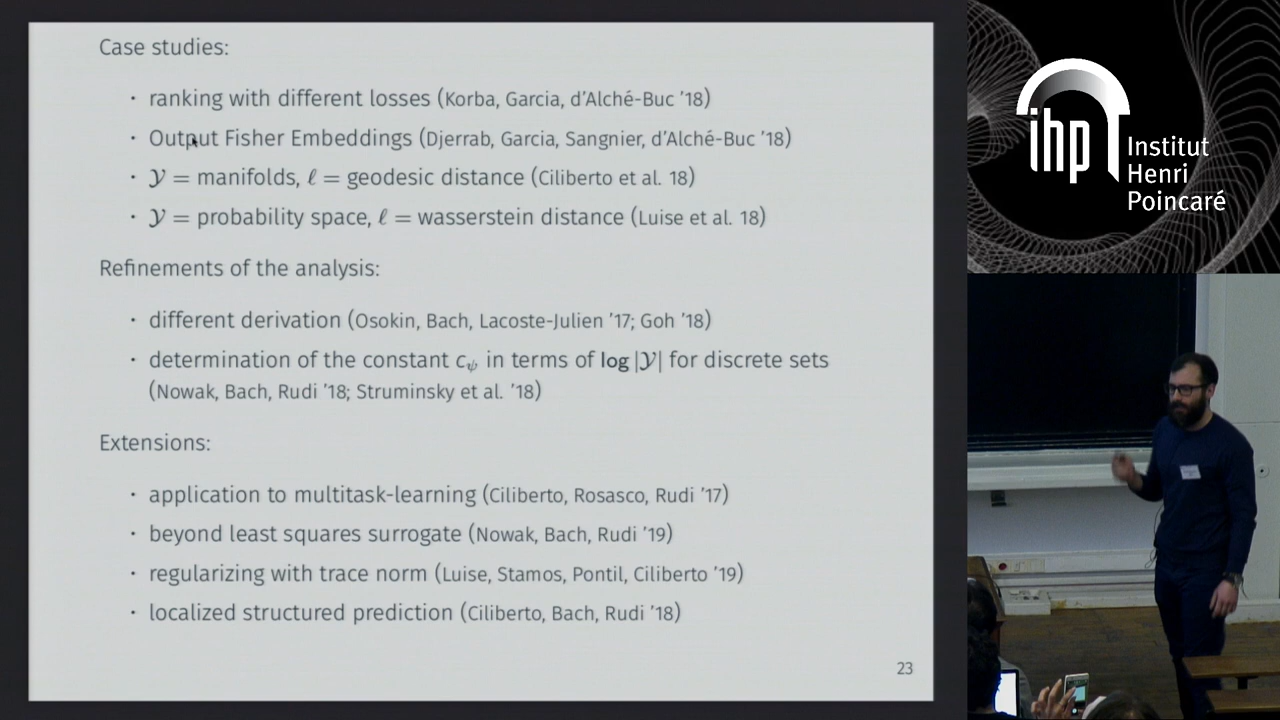 Case studies:
· ranking with different losses (Korba, Garcia, d'Alché-Buc '18)
· Output Fisher Embeddings (Djerrab, Garcia, Sangnier, d'Alché-Buc '18)
· 𝒴 = manifolds, ℓ = geodesic distance (Ciliberto et al. 18)
· 𝒴 = probability space, ℓ = wasserstein distance (Luise et al. 18)
Refinements of the analysis:
· different derivation (Osokin, Bach, Lacoste-Julien '17; Goh '18)
· determination of the constant c_ψ in terms of log |𝒴| for discrete sets
(Nowak, Bach, Rudi '18; Struminsky et al. '18)
Extensions:
· application to multitask-learning (Ciliberto, Rosasco, Rudi '17)
· beyond least squares surrogate (Nowak, Bach, Rudi '19)
· regularizing with trace norm (Luise, Stamos, Pontil, Ciliberto '19)
· localized structured prediction (Ciliberto, Bach, Rudi '18)
23
ihp
Institut
Henri
Poincaré